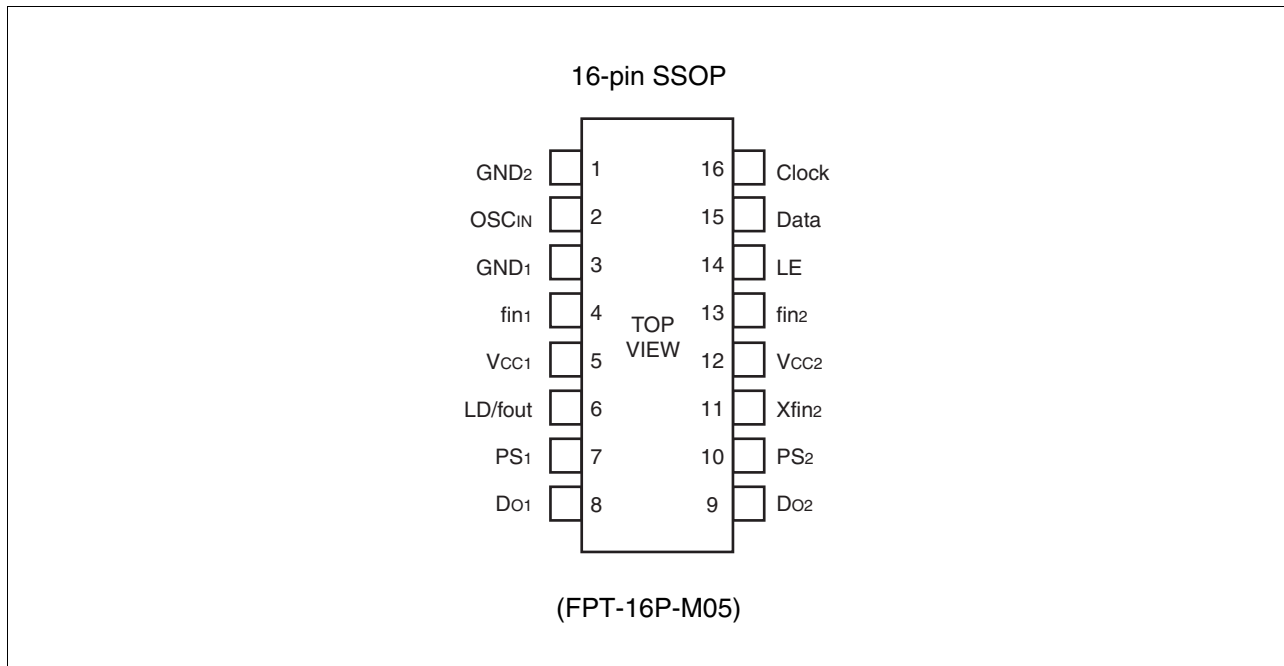 16-pin SSOP
GND2 1 16 Clock
OSCIN 2 15 Data
GND1 3 14 LE
fin1 4 13 fin2
TOP
VIEW
VCC1 5 12 VCC2
LD/fout 6 11 Xfin2
PS1 7 10 PS2
DO1 8 9 DO2
(FPT-16P-M05)